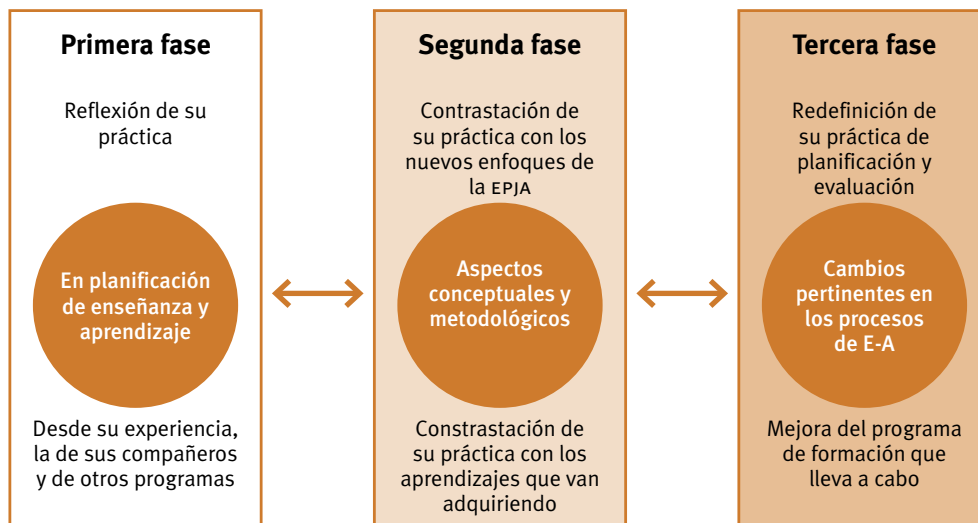 Primera fase
Reflexión de su
práctica
En planificación
de enseñanza y
aprendizaje
Desde su experiencia,
la de sus compañeros
y de otros programas
Segunda fase
Contrastación de
su práctica con los
nuevos enfoques de
la EPJA
Aspectos
conceptuales y
metodológicos
Constrastación de
su práctica con los
aprendizajes que van
adquiriendo
Tercera fase
Redefinición de
su práctica de
planificación y
evaluación
Cambios
pertinentes en
los procesos
de E-A
Mejora del programa
de formación que
lleva a cabo